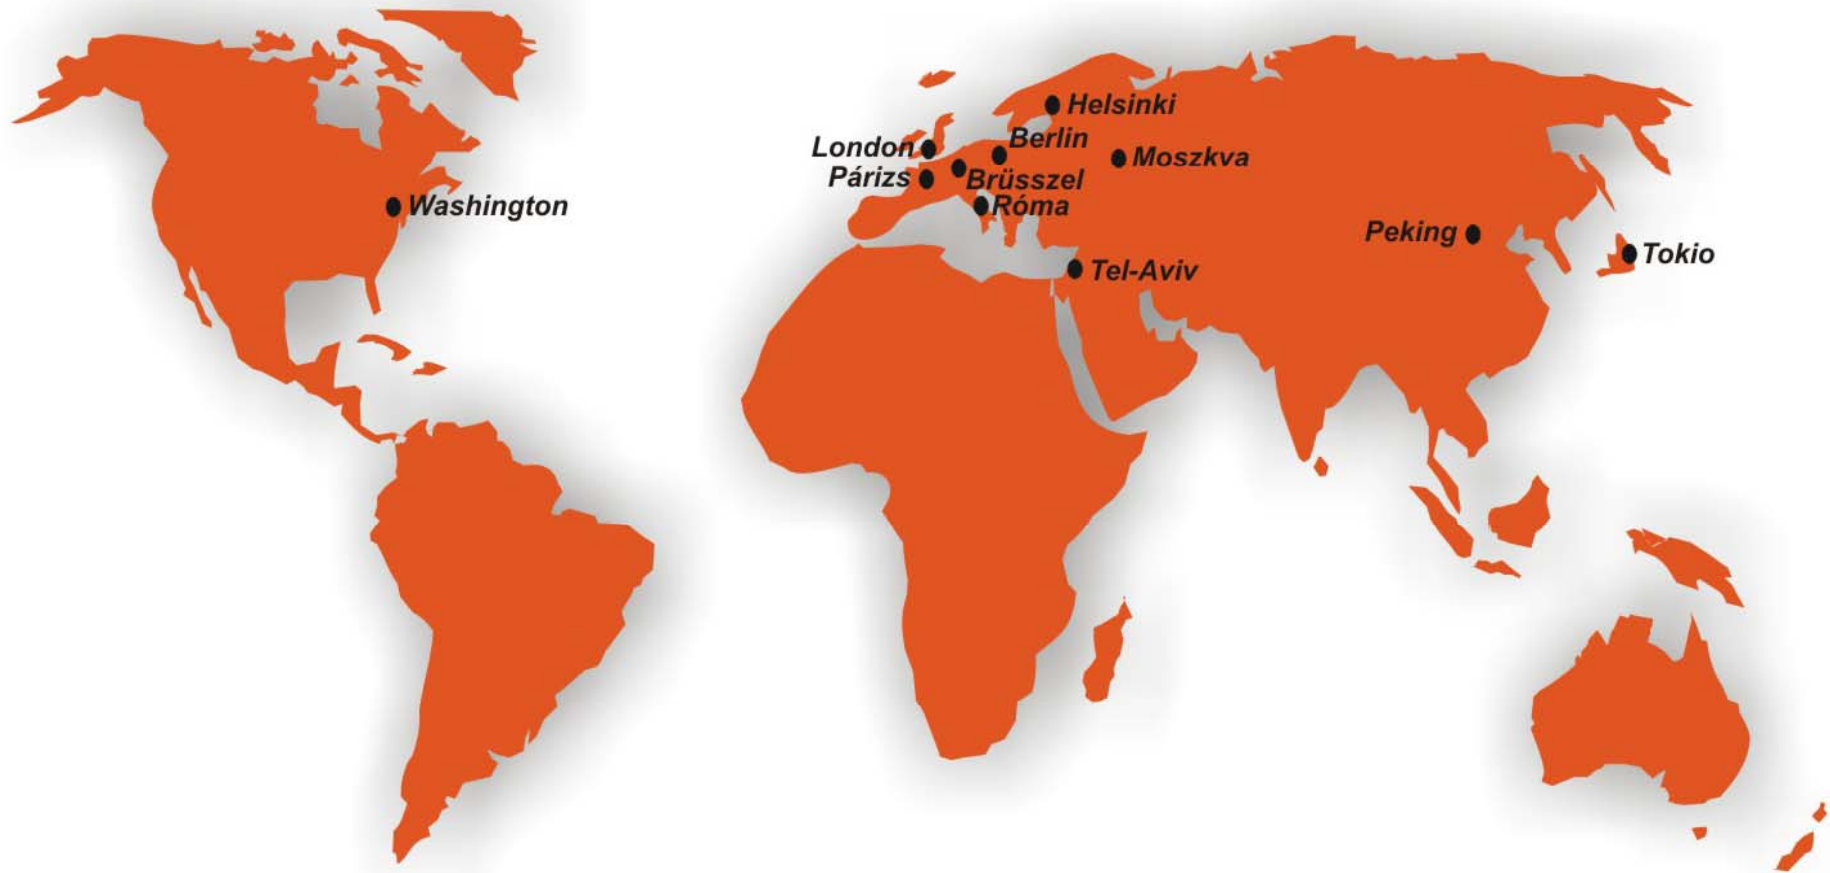 Helsinki
Berlin
London
Moszkva
Párizs
Brüsszel
Washington
Róma
Peking
Tokio
Tel-Aviv